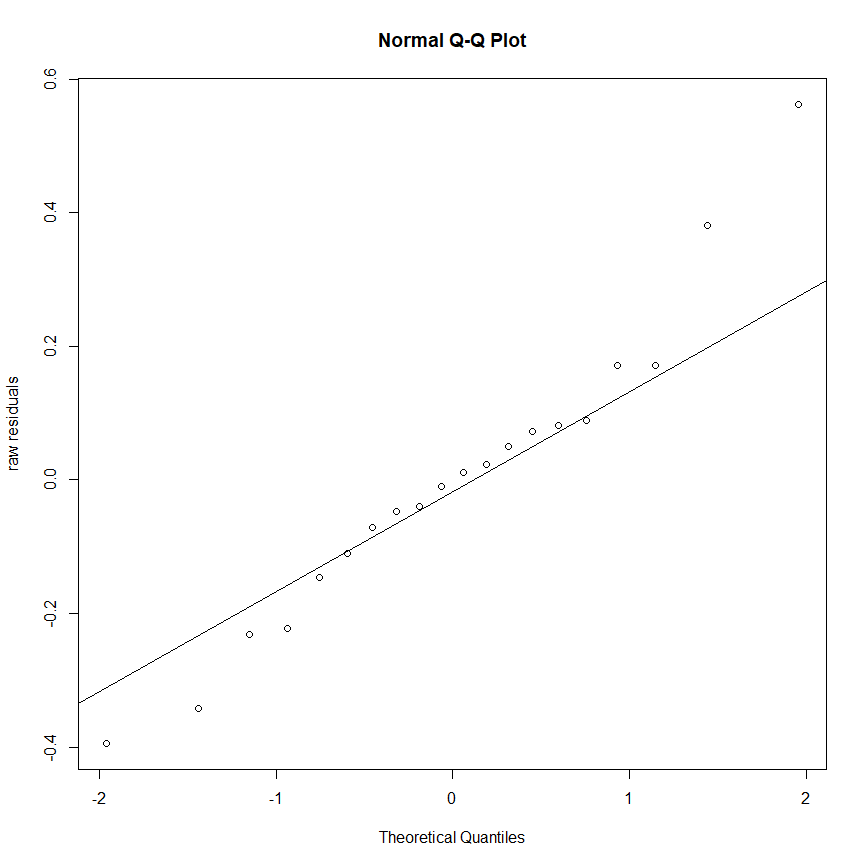 Normal Q-Q Plot
0.6
0.4
0.2
0.0
-0.2
-0.4
raw residuals
-2 -1 0 1 2
Theoretical Quantiles